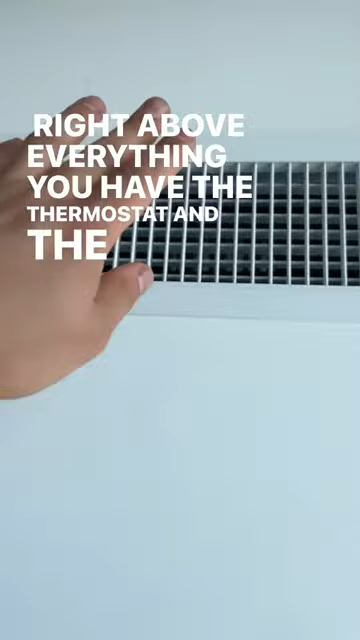 RIGHT ABOVE
EVERYTHING
YOU HAVE THE
THERMOSTAT AND
THE